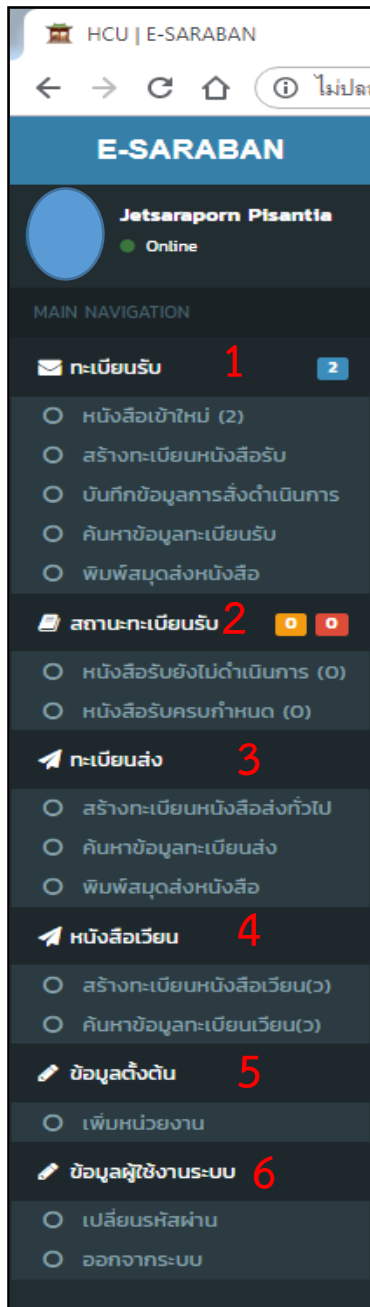 HCU | E-SARABAN
E-SARABAN
Jetsaraporn Pisantia
Online
MAIN NAVIGATION
ทะเบียนรับ 1 2
หนังสือเข้าใหม่ (2)
สร้างทะเบียนหนังสือรับ
บันทึกข้อมูลการสั่งดำเนินการ
ค้นหาข้อมูลทะเบียนรับ
พิมพ์สมุดส่งหนังสือ
สถานะทะเบียนรับ 2 0 0
หนังสือรับยังไม่ดำเนินการ (0)
หนังสือรับครบกำหนด (0)
ทะเบียนส่ง 3
สร้างทะเบียนหนังสือส่งทั่วไป
ค้นหาข้อมูลทะเบียนส่ง
พิมพ์สมุดส่งหนังสือ
หนังสือเวียน 4
สร้างทะเบียนหนังสือเวียน(ว)
ค้นหาข้อมูลทะเบียนเวียน(ว)
ข้อมูลตั้งต้น 5
เพิ่มหน่วยงาน
ข้อมูลผู้ใช้งานระบบ 6
เปลี่ยนรหัสผ่าน
ออกจากระบบ